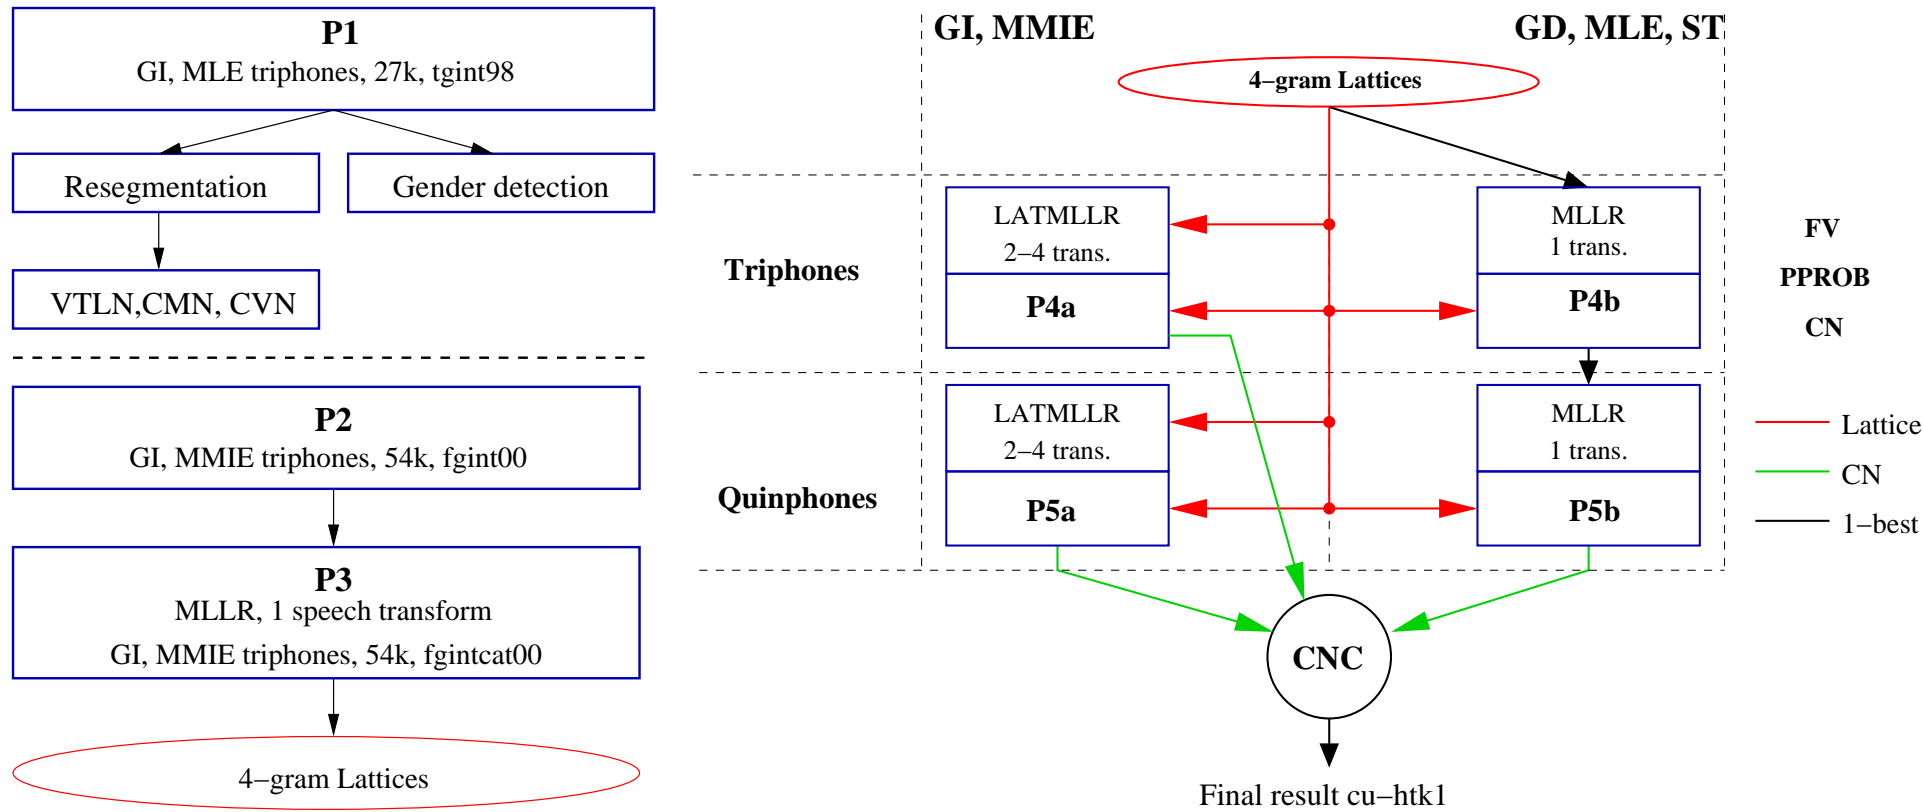 P1
GI, MLE triphones, 27k, tgint98
Resegmentation
Gender detection
VTLN,CMN, CVN
P2
GI, MMIE triphones, 54k, fgint00
P3
MLLR, 1 speech transform
GI, MMIE triphones, 54k, fgintcat00
4−gram Lattices
GI, MMIE
GD, MLE, ST
4−gram Lattices
Triphones
LATMLLR
2−4 trans.
P4a
MLLR
1 trans.
P4b
FV
PPROB
CN
Quinphones
LATMLLR
2−4 trans.
P5a
MLLR
1 trans.
P5b
Lattice
CN
1−best
CNC
Final result cu−htk1